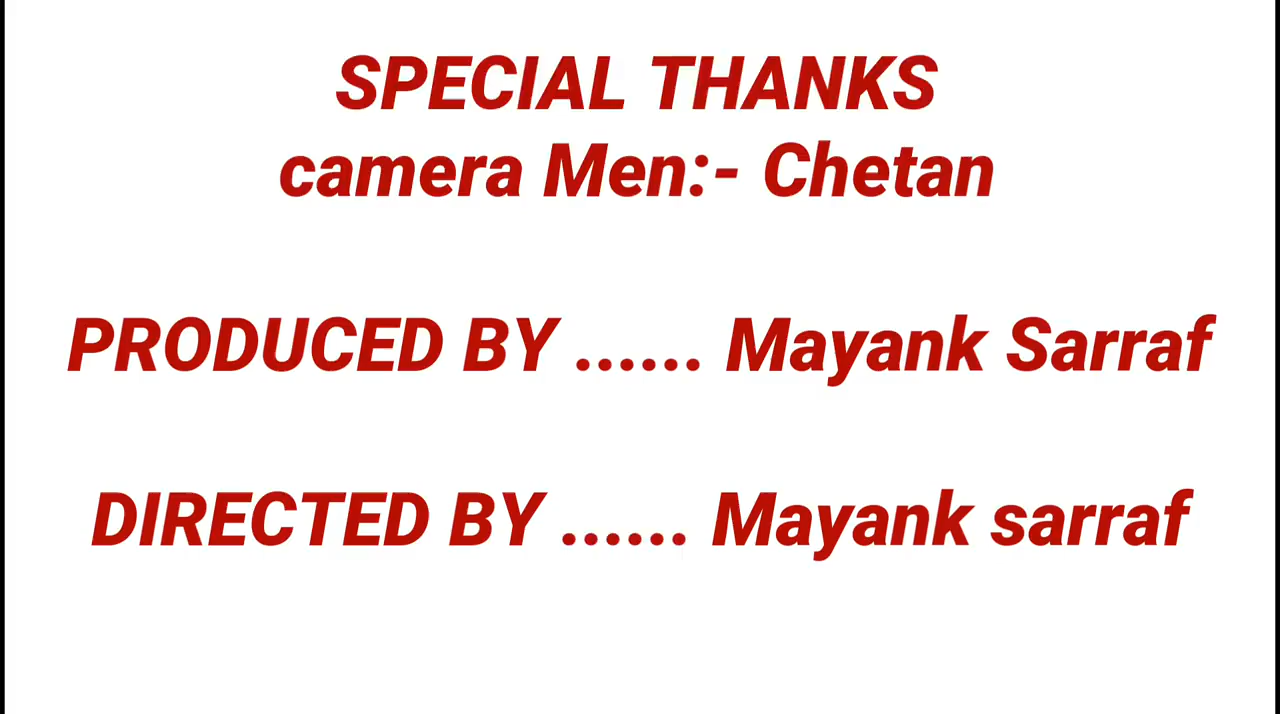 SPECIAL THANKS
camera Men:- Chetan
PRODUCED BY ...... Mayank Sarraf
DIRECTED BY ...... Mayank sarraf